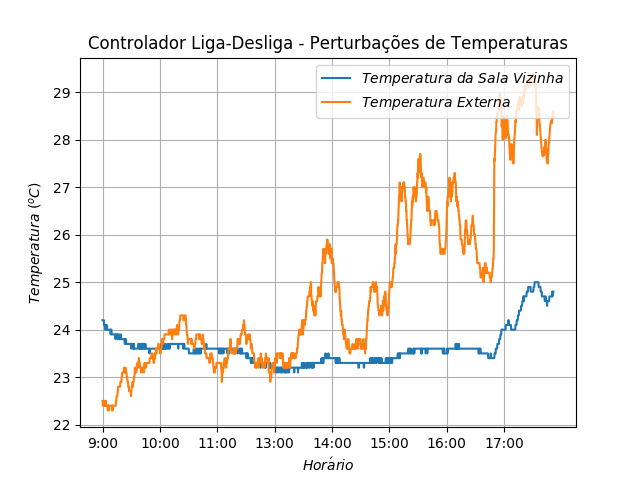 Controlador Liga-Desliga - Perturbações de Temperaturas
Temperatura da Sala Vizinha
Temperatura Externa
29
28
27
26
25
24
23
22
Temperatura (ºC)
9:00 10:00 11:00 13:00 14:00 15:00 16:00 17:00
Horário